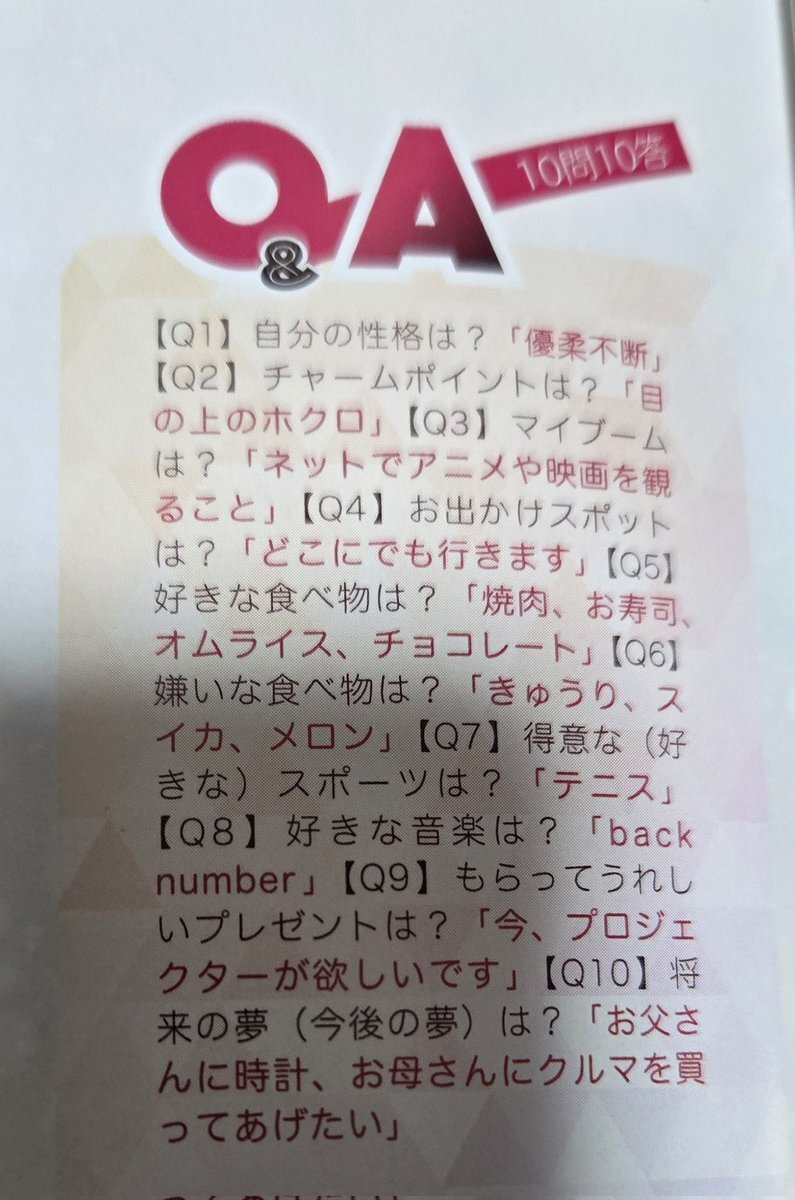 Q&A 10問10答
【Q1】自分の性格は？「優柔不断」
【Q2】チャームポイントは？「目
の上のホクロ」【Q3】マイブーム
は？「ネットでアニメや映画を観
ること」【Q4】お出かけスポット
は？「どこにでも行きます」【Q5】
好きな食べ物は？「焼肉、お寿司、
オムライス、チョコレート」【Q6】
嫌いな食べ物は？「きゅうり、ス
イカ、メロン」【Q7】得意な（好
きな）スポーツは？「テニス」
【Q8】好きな音楽は？「back
number」【Q9】もらってうれし
いプレゼントは？「今、プロジェ
クターが欲しいです」【Q10】将
来の夢（今後の夢）は？「お父さ
んに時計、お母さんにクルマを買
ってあげたい」